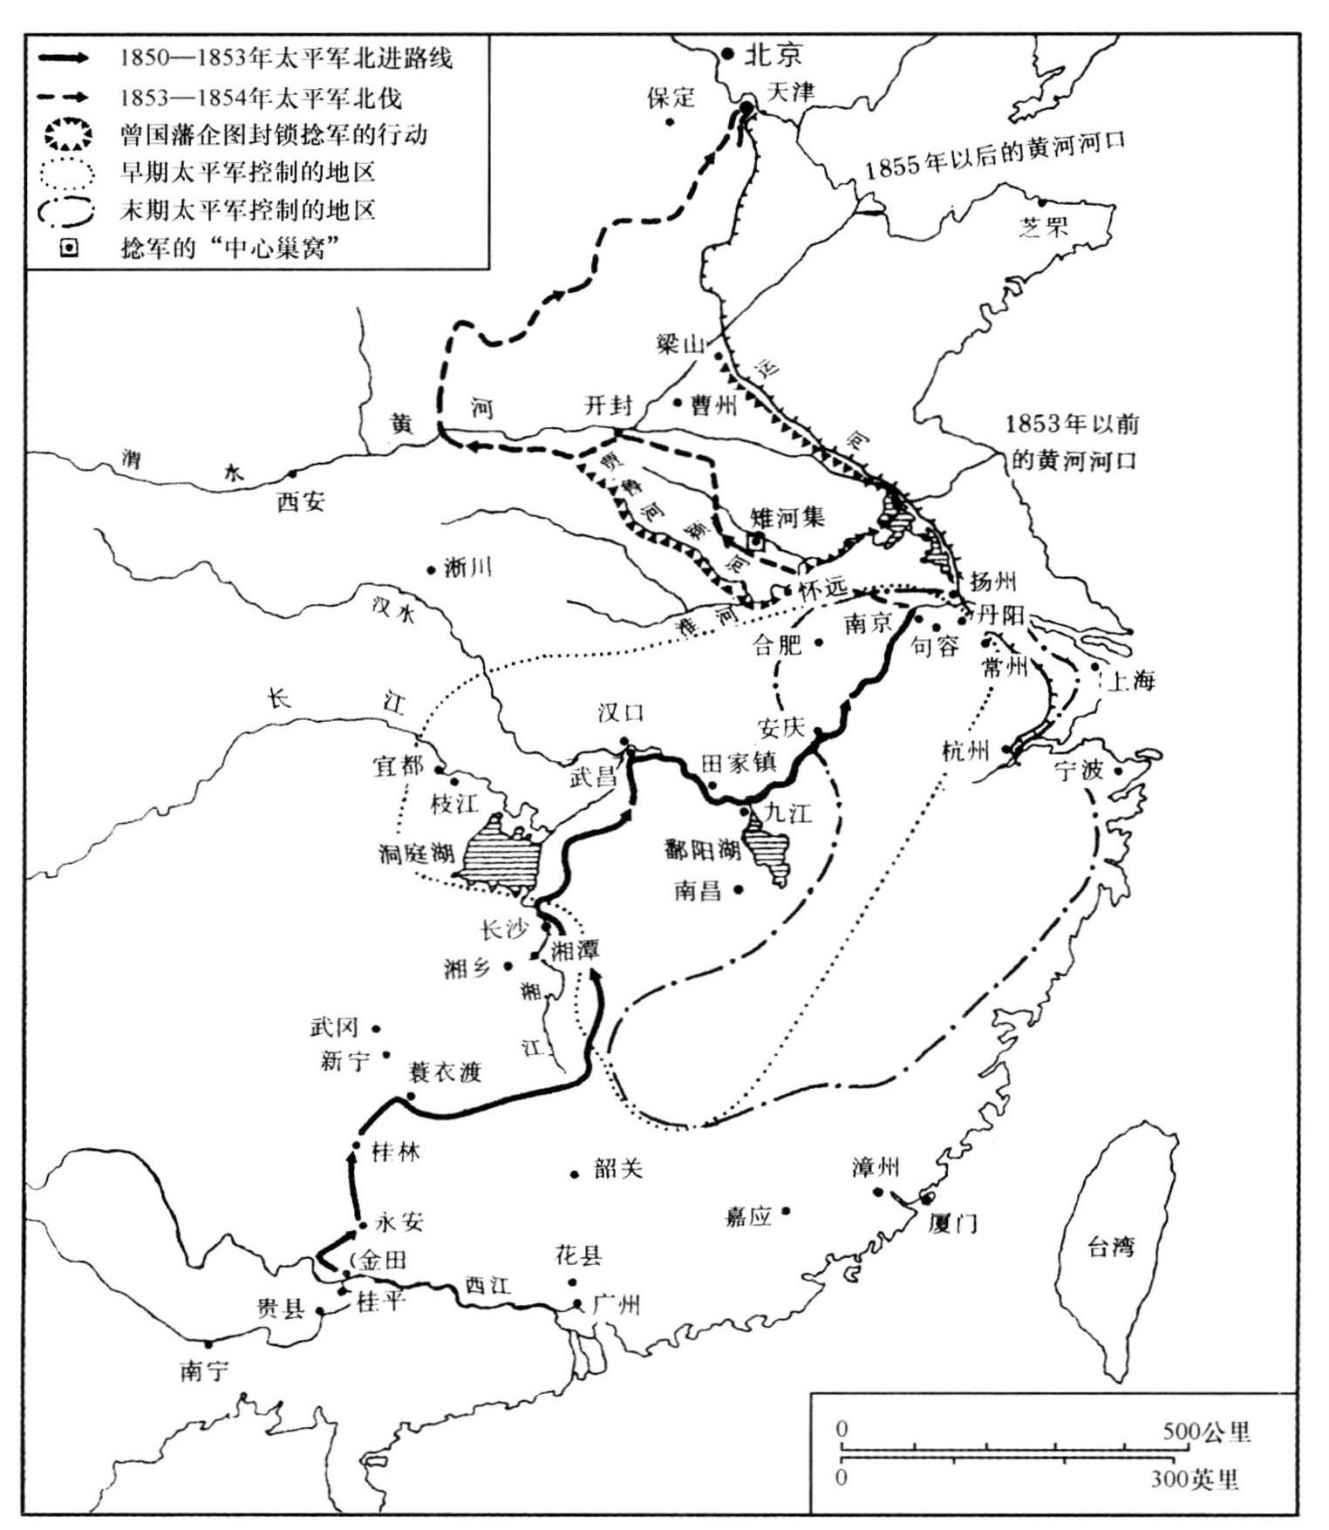 1850—1853年太平军北进路线
1853—1854年太平军北伐
曾国藩企图封锁捻军的行动
早期太平军控制的地区
末期太平军控制的地区
捻军的“中心巢窝”
北京
天津
保定
1855年以后的黄河河口
芝罘
梁山
运
河
曹州
开封
黄
河
1853年以前
的黄河河口
渭
水
西安
贾
鲁
河
颍
河
雉河集
淅川
汉水
淮
河
怀远
扬州
丹阳
南京
句容
合肥
常州
上海
长
江
汉口
安庆
杭州
宁波
宜都
武昌
田家镇
枝江
九江
洞庭湖
鄱阳湖
南昌
长沙
湘潭
湘乡
湘
江
武冈
新宁
蓑衣渡
桂林
韶关
漳州
永安
嘉应
厦门
台湾
(金田
花县
西江
贵县
桂平
广州
南宁
0
500公里
0
300英里